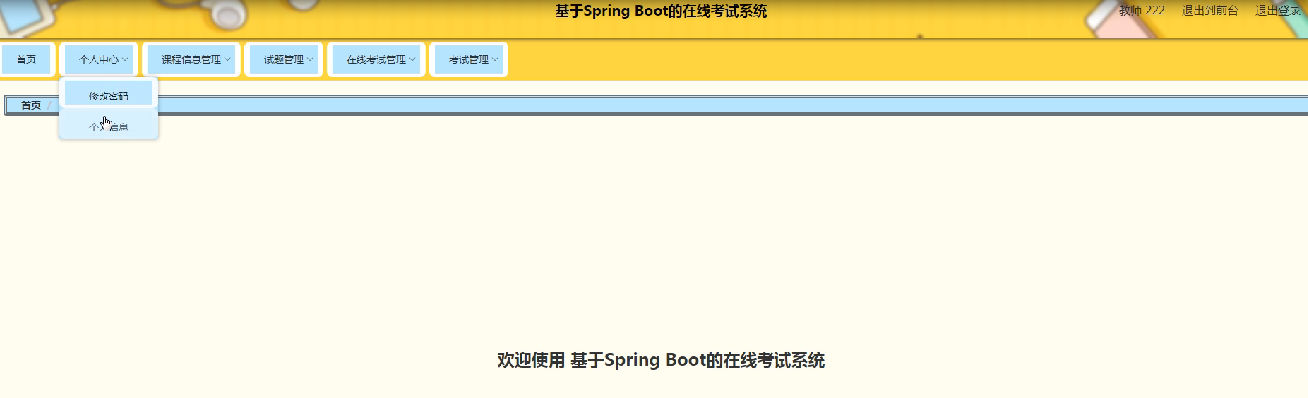 基于Spring Boot的在线考试系统
教师 222 退出到前台 退出登录
首页 个人中心 课程信息管理 试题管理 在线考试管理 考试管理
修改密码
首页 /
个人信息
欢迎使用 基于Spring Boot的在线考试系统